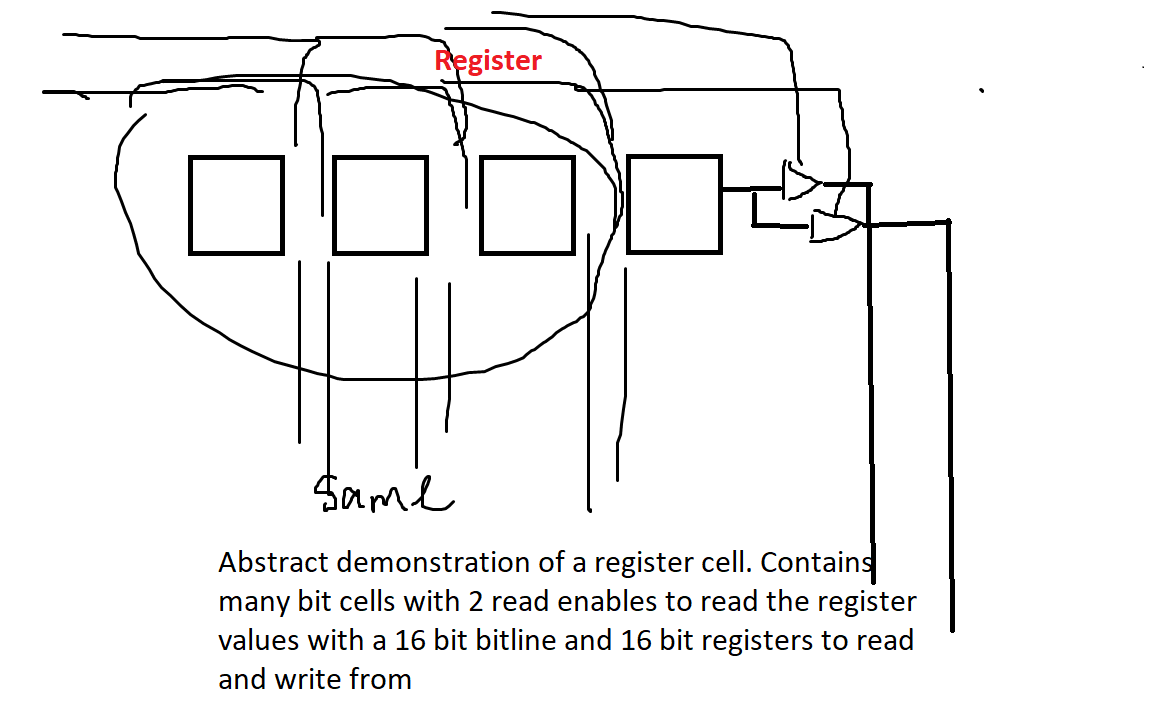 Register
Same
Abstract demonstration of a register cell. Contains
many bit cells with 2 read enables to read the register
values with a 16 bit bitline and 16 bit registers to read
and write from